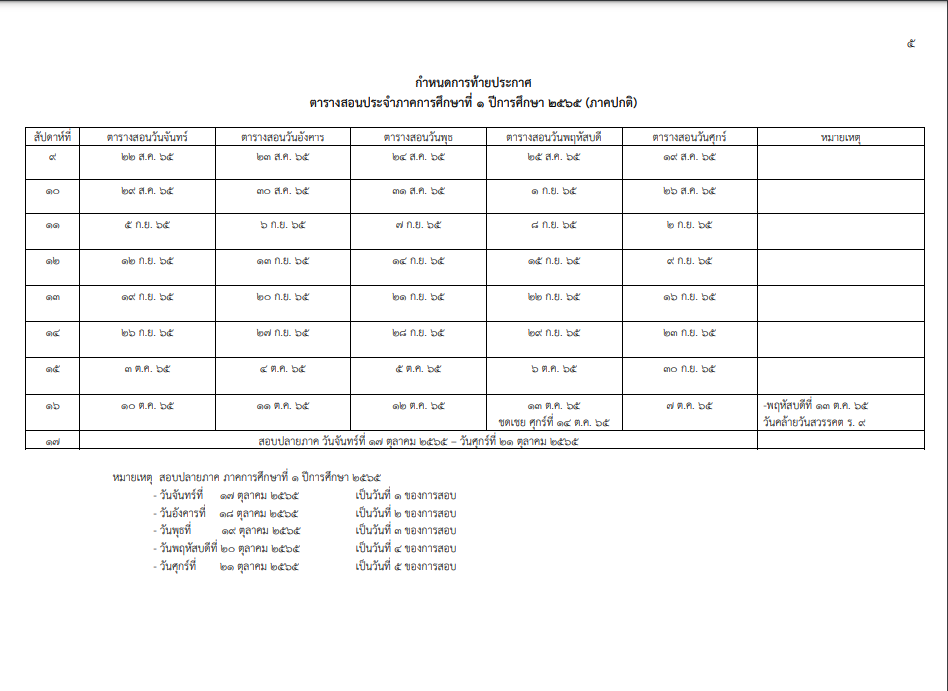 ๕
กำหนดการท้ายประกาศ
ตารางสอนประจำภาคการศึกษาที่ ๑ ปีการศึกษา ๒๕๖๕ (ภาคปกติ)
สัปดาห์ที่ ตารางสอนวันจันทร์ ตารางสอนวันอังคาร ตารางสอนวันพุธ ตารางสอนวันพฤหัสบดี ตารางสอนวันศุกร์ หมายเหตุ
๙ ๒๒ ส.ค. ๖๕ ๒๓ ส.ค. ๖๕ ๒๔ ส.ค. ๖๕ ๒๕ ส.ค. ๖๕ ๑๙ ส.ค. ๖๕
๑๐ ๒๙ ส.ค. ๖๕ ๓๐ ส.ค. ๖๕ ๓๑ ส.ค. ๖๕ ๑ ก.ย. ๖๕ ๒๖ ส.ค. ๖๕
๑๑ ๕ ก.ย. ๖๕ ๖ ก.ย. ๖๕ ๗ ก.ย. ๖๕ ๘ ก.ย. ๖๕ ๒ ก.ย. ๖๕
๑๒ ๑๒ ก.ย. ๖๕ ๑๓ ก.ย. ๖๕ ๑๔ ก.ย. ๖๕ ๑๕ ก.ย. ๖๕ ๙ ก.ย. ๖๕
๑๓ ๑๙ ก.ย. ๖๕ ๒๐ ก.ย. ๖๕ ๒๑ ก.ย. ๖๕ ๒๒ ก.ย. ๖๕ ๑๖ ก.ย. ๖๕
๑๔ ๒๖ ก.ย. ๖๕ ๒๗ ก.ย. ๖๕ ๒๘ ก.ย. ๖๕ ๒๙ ก.ย. ๖๕ ๒๓ ก.ย. ๖๕
๑๕ ๓ ต.ค. ๖๕ ๔ ต.ค. ๖๕ ๕ ต.ค. ๖๕ ๖ ต.ค. ๖๕ ๓๐ ก.ย. ๖๕
๑๖ ๑๐ ต.ค. ๖๕ ๑๑ ต.ค. ๖๕ ๑๒ ต.ค. ๖๕ ๑๓ ต.ค. ๖๕ ๗ ต.ค. ๖๕ -พฤหัสบดีที่ ๑๓ ต.ค. ๖๕
ชดเชย ศุกร์ที่ ๑๔ ต.ค. ๖๕ วันคล้ายวันสวรรคต ร. ๙
๑๗ สอบปลายภาค วันจันทร์ที่ ๑๗ ตุลาคม ๒๕๖๕ – วันศุกร์ที่ ๒๑ ตุลาคม ๒๕๖๕
หมายเหตุ สอบปลายภาค ภาคการศึกษาที่ ๑ ปีการศึกษา ๒๕๖๕
- วันจันทร์ที่ ๑๗ ตุลาคม ๒๕๖๕ เป็นวันที่ ๑ ของการสอบ
- วันอังคารที่ ๑๘ ตุลาคม ๒๕๖๕ เป็นวันที่ ๒ ของการสอบ
- วันพุธที่ ๑๙ ตุลาคม ๒๕๖๕ เป็นวันที่ ๓ ของการสอบ
- วันพฤหัสบดีที่ ๒๐ ตุลาคม ๒๕๖๕ เป็นวันที่ ๔ ของการสอบ
- วันศุกร์ที่ ๒๑ ตุลาคม ๒๕๖๕ เป็นวันที่ ๕ ของการสอบ